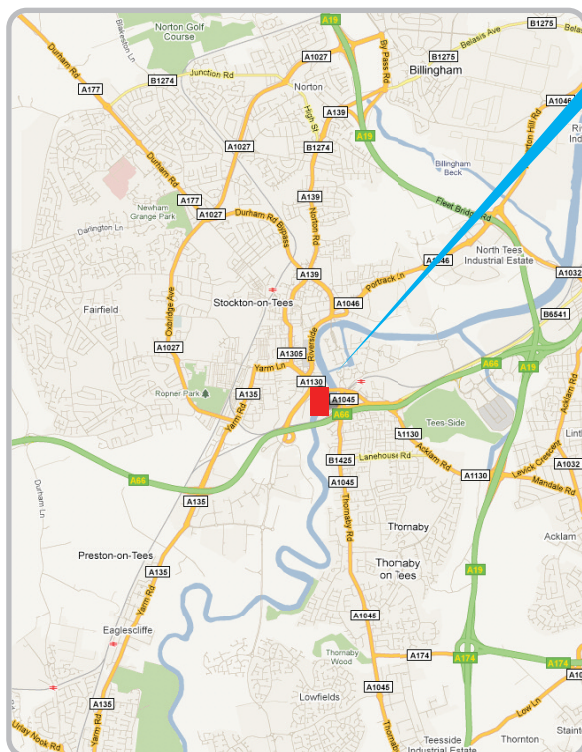 Norton Golf
Course
A19
B1275
Belasis Ave
Blakeston Ln
Durham Rd
A1027
By Pass Rd
B1275
Billingham
B1274
Junction Rd
A177
Norton
A1046
High St
A139
A19
B1274
A1027
Billingham
Beck
Durham Rd
A177
A139
Newham
Grange Park
A1027
Durham Rd Bypass
Norton Rd
Fleet Bridge Rd
Darlington Ln
North Tees
Industrial Estate
A139
Portrack Ln
A1032
Stockton-on-Tees
A1046
Fairfield
Oxbridge Ave
Riverside
B6541
A1027
A1305
A66
A19
Yarm Ln
A1130
Ropner Park
A135
A1045
A66
Acklam Rd
Tees-Side
Yarm Rd
A1130
B1425
Lanehouse Rd
Acklam Rd
Levick Crescent
A1032
A66
A1045
A1130
Mandale Rd
Durham Ln
A135
Thornaby Rd
Thornaby
Acklam
Preston-on-Tees
A135
Thornaby
on Tees
A19
Yarm Rd
Eaglescliffe
A1045
Thornaby
Wood
A174
A174
A174
A135
A1045
Lowfields
Low Ln
Urlay Nook Rd
Yarm Rd
Teesside
Industrial Estate
Thornton